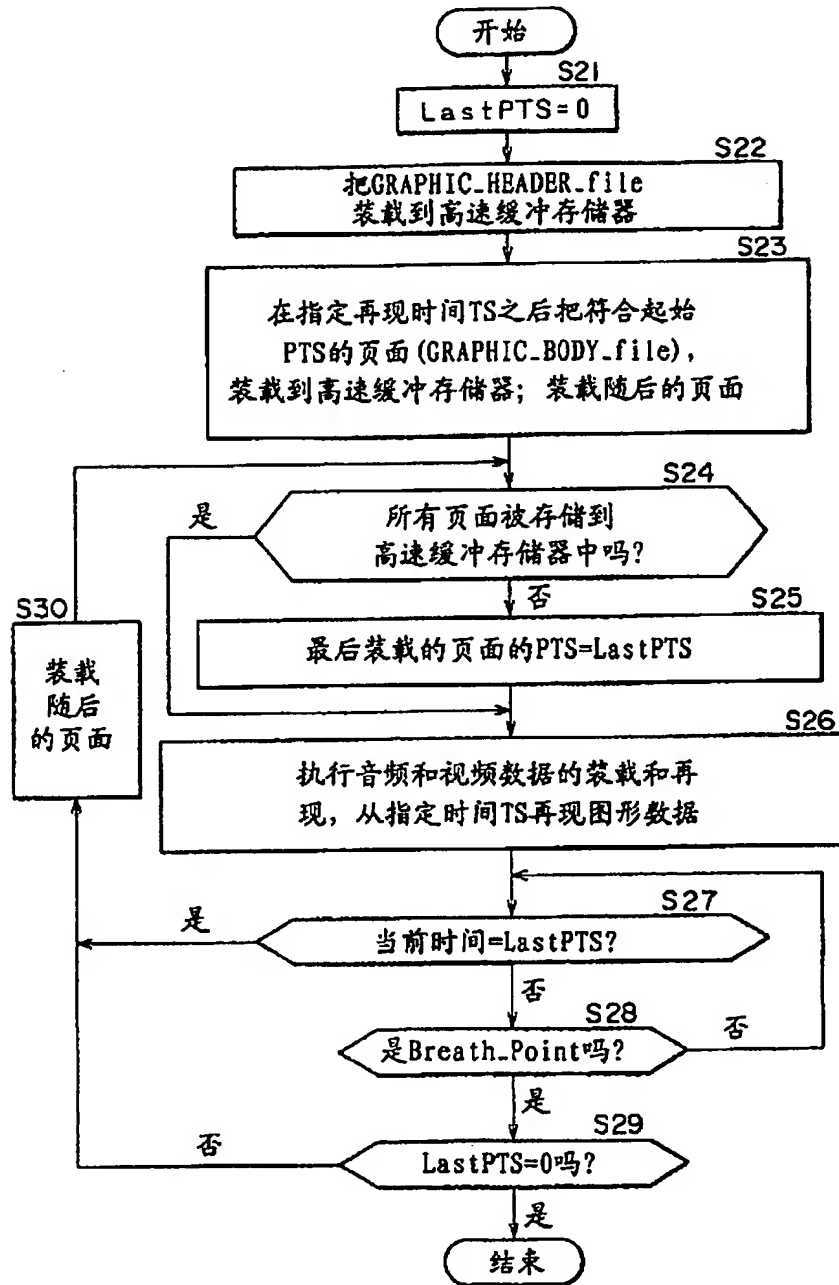 开始
S21
LastPTS=0
S22
把GRAPHIC_HEADER_file
装载到高速缓冲存储器
S23
在指定再现时间TS之后把符合起始
PTS的页面(GRAPHIC_BODY_file),
装载到高速缓冲存储器; 装载随后的页面
S24
是
所有页面被存储到
高速缓冲存储器中吗?
否
S25
最后装载的页面的PTS=LastPTS
S30
装载
随后
的页面
S26
执行音频和视频数据的装载和再
现, 从指定时间TS再现图形数据
S27
是
当前时间=LastPTS?
否
S28
是Breath_Point吗?
否
是
S29
否
LastPTS=0吗?
是
结束